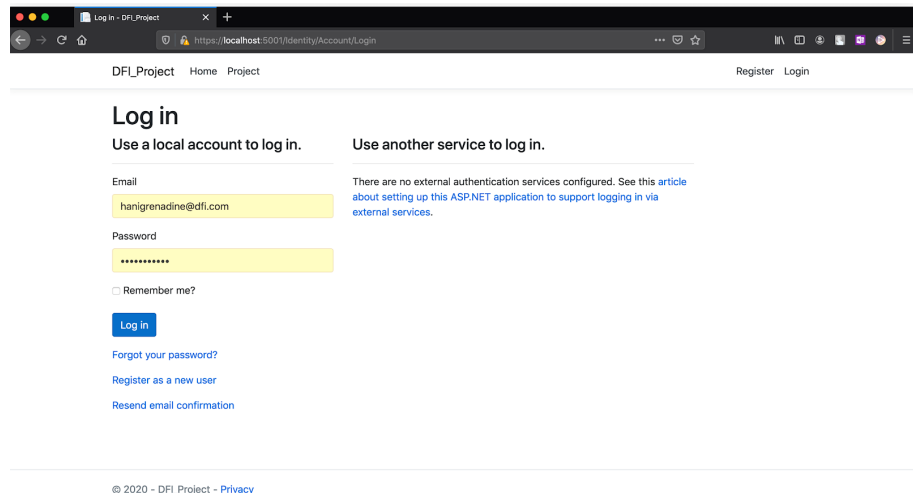 Log in - DFI_Project
https://localhost:5001/Identity/Account/Login
DFI_Project Home Project Register Login
Log in
Use a local account to log in.
Email
hanigrenadine@dfi.com
Password
Remember me?
Log in
Forgot your password?
Register as a new user
Resend email confirmation
Use another service to log in.
There are no external authentication services configured. See this article
about setting up this ASP.NET application to support logging in via
external services.
© 2020 - DFI_Project - Privacy